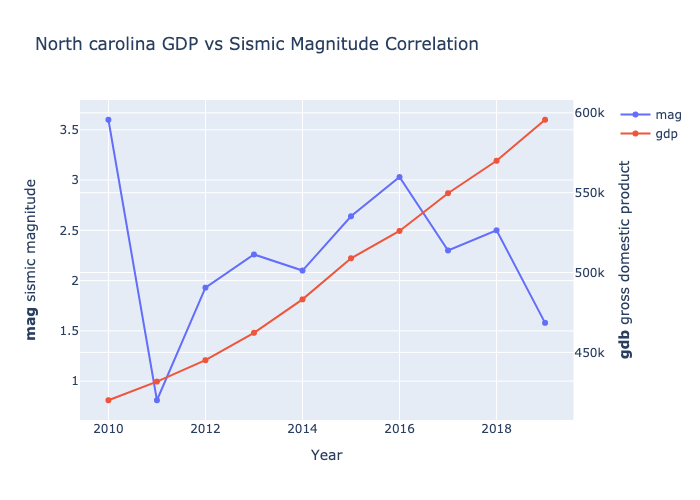 North carolina GDP vs Sismic Magnitude Correlation
mag
gdp
3.5
3
2.5
2
1.5
1
mag sismic magnitude
600k
550k
500k
450k
gdb gross domestic product
2010
2012
2014
2016
2018
Year